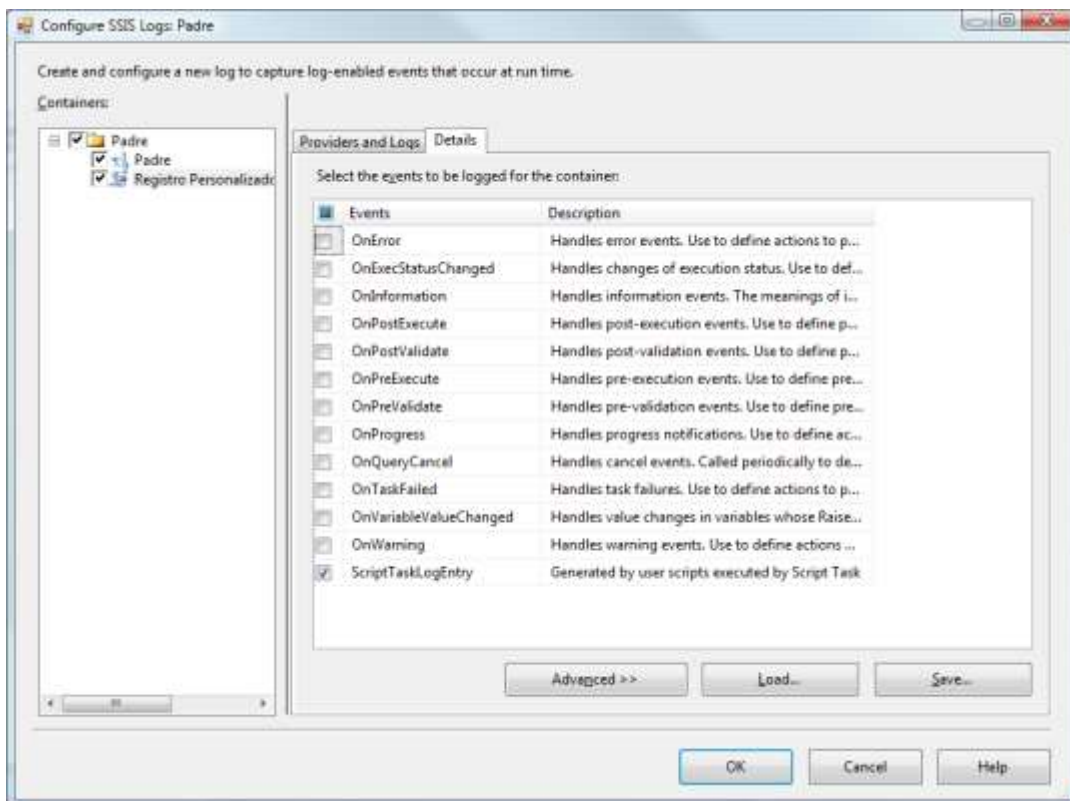 Configure SSIS Logs: Padre
Create and configure a new log to capture log-enabled events that occur at run time.
Containers:
Padre
Padre
Registro Personalizado
Providers and Logs Details
Select the events to be logged for the container:
Events Description
OnError Handles error events. Use to define actions to p...
OnExecStatusChanged Handles changes of execution status. Use to def...
OnInformation Handles information events. The meanings of i...
OnPostExecute Handles post-execution events. Use to define p...
OnPostValidate Handles post-validation events. Use to define p...
OnPreExecute Handles pre-execution events. Use to define pre...
OnPreValidate Handles pre-validation events. Use to define pre...
OnProgress Handles progress notifications. Use to define ac...
OnQueryCancel Handles cancel events. Called periodically to de...
OnTaskFailed Handles task failures. Use to define actions to p...
OnVariableValueChanged Handles value changes in variables whose Raise...
OnWarning Handles warning events. Use to define actions ...
ScriptTaskLogEntry Generated by user scripts executed by Script Task
Advanced >> Load... Save...
OK Cancel Help